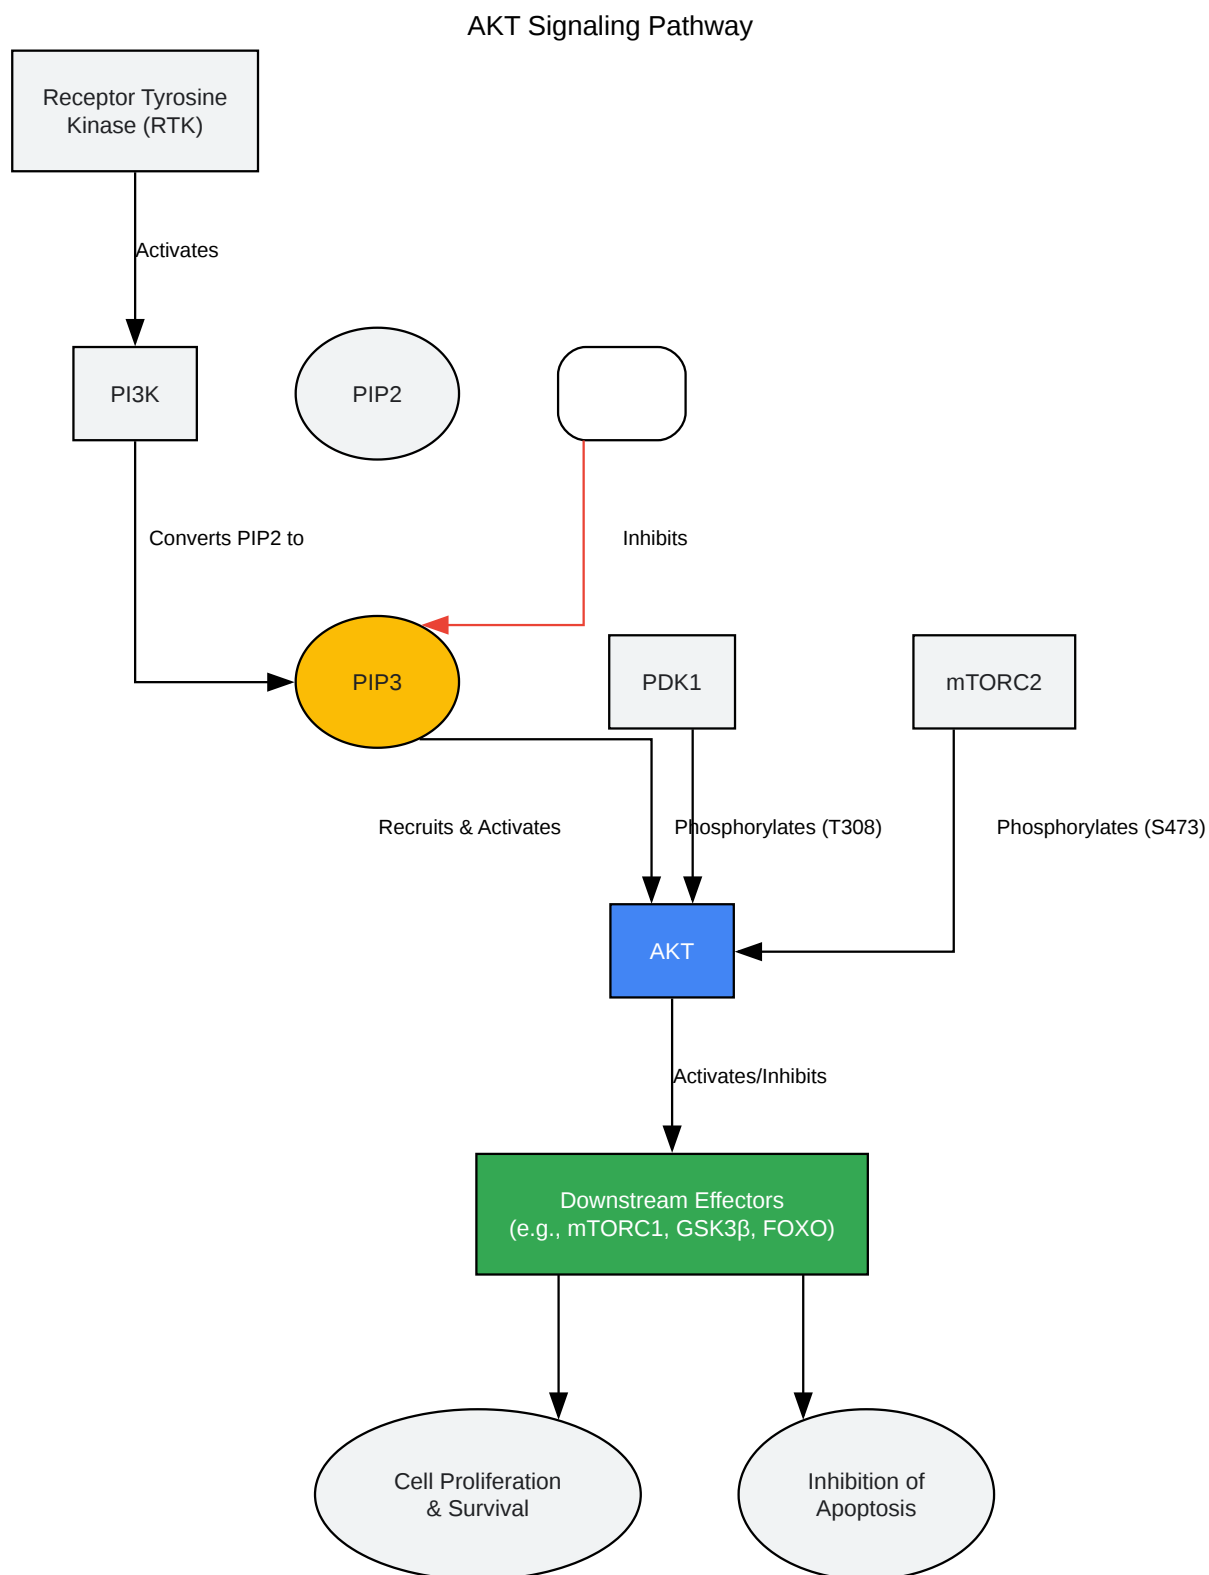 AKT Signaling Pathway
Receptor Tyrosine
Kinase (RTK)
Activates
PI3K
PIP2
Converts PIP2 to
Inhibits
PIP3
PDK1
mTORC2
Recruits & Activates
Phosphorylates (T308)
Phosphorylates (S473)
AKT
Activates/Inhibits
Downstream Effectors
(e.g., mTORC1, GSK3β, FOXO)
Cell Proliferation
& Survival
Inhibition of
Apoptosis